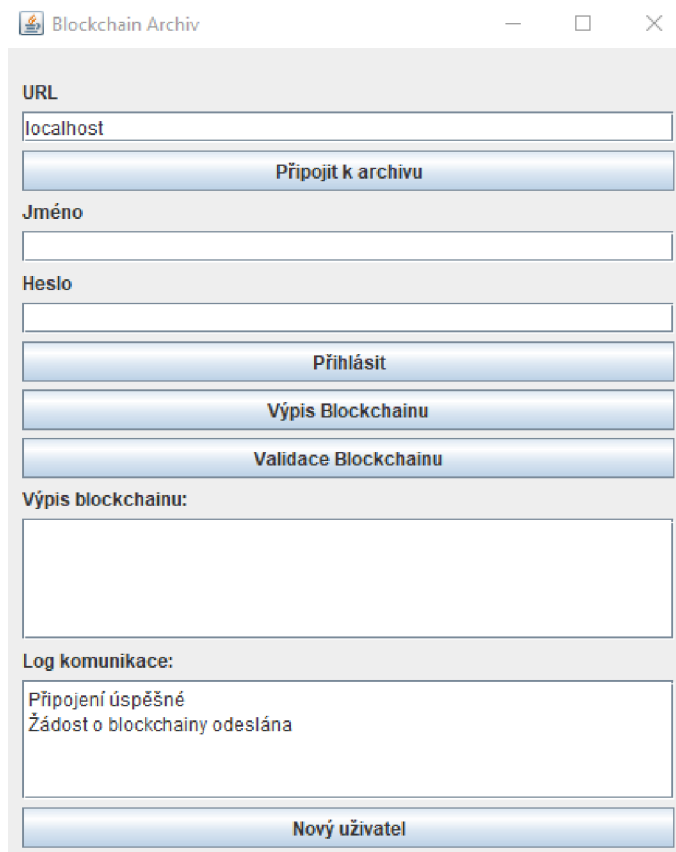 Blockchain Archiv
URL
localhost
Připojit k archivu
Jméno
Heslo
Přihlásit
Výpis Blockchainu
Validace Blockchainu
Výpis blockchainu:
Log komunikace:
Připojení úspěšné
Žádost o blockchainy odeslána
Nový uživatel